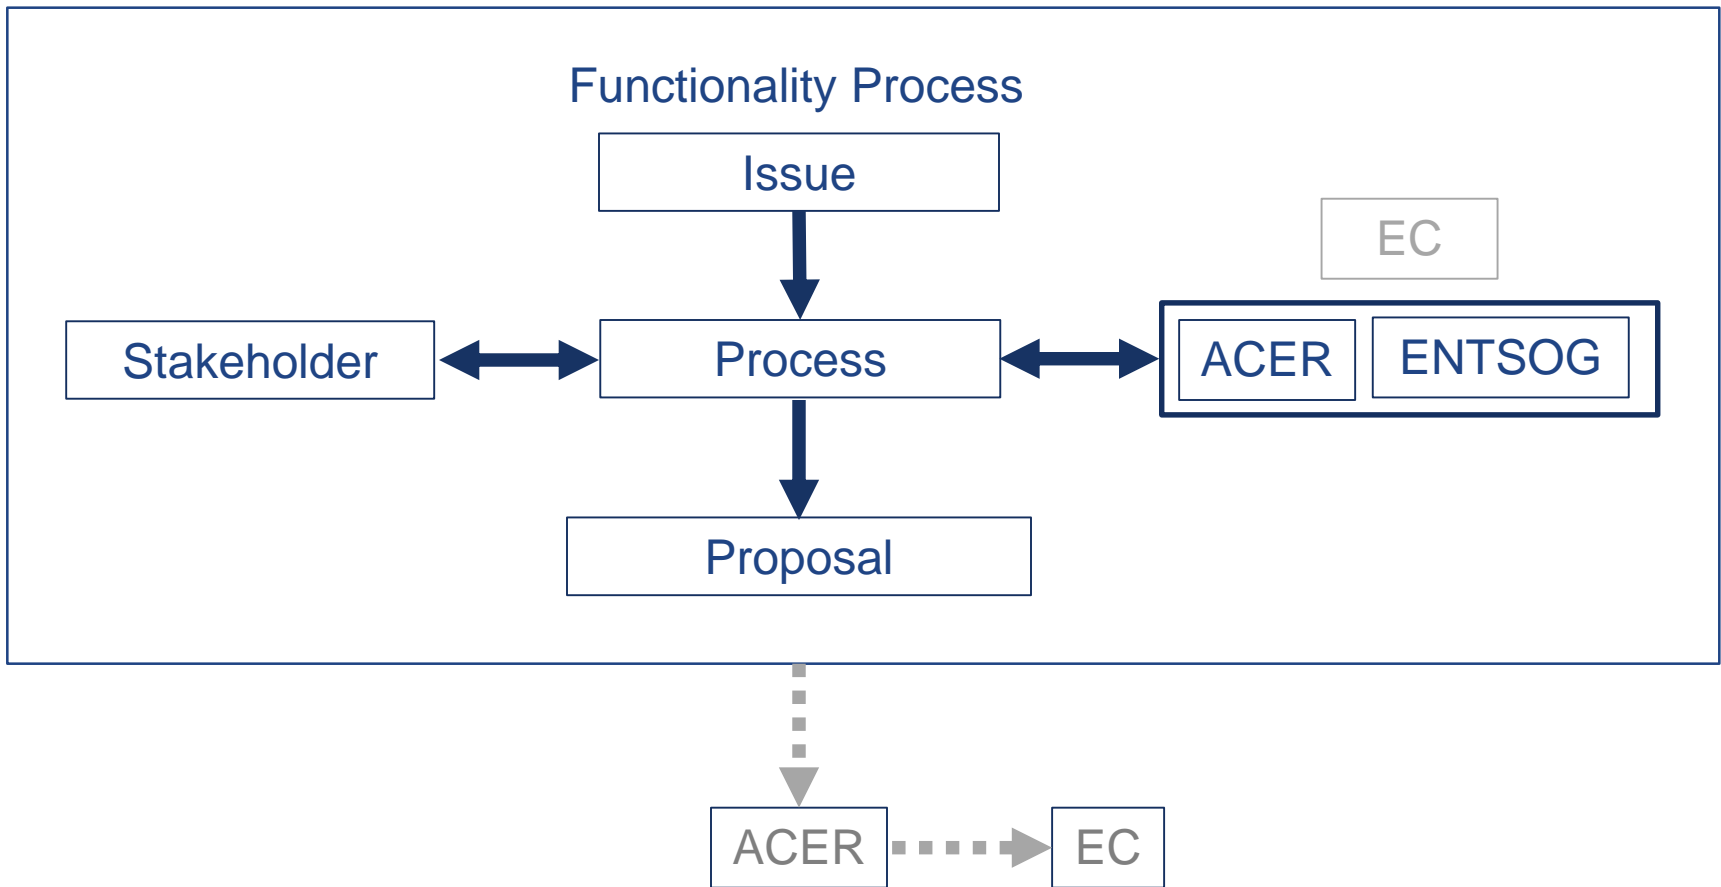 Functionality Process
Issue
EC
Stakeholder
Process
ACER
ENTSOG
Proposal
ACER
EC